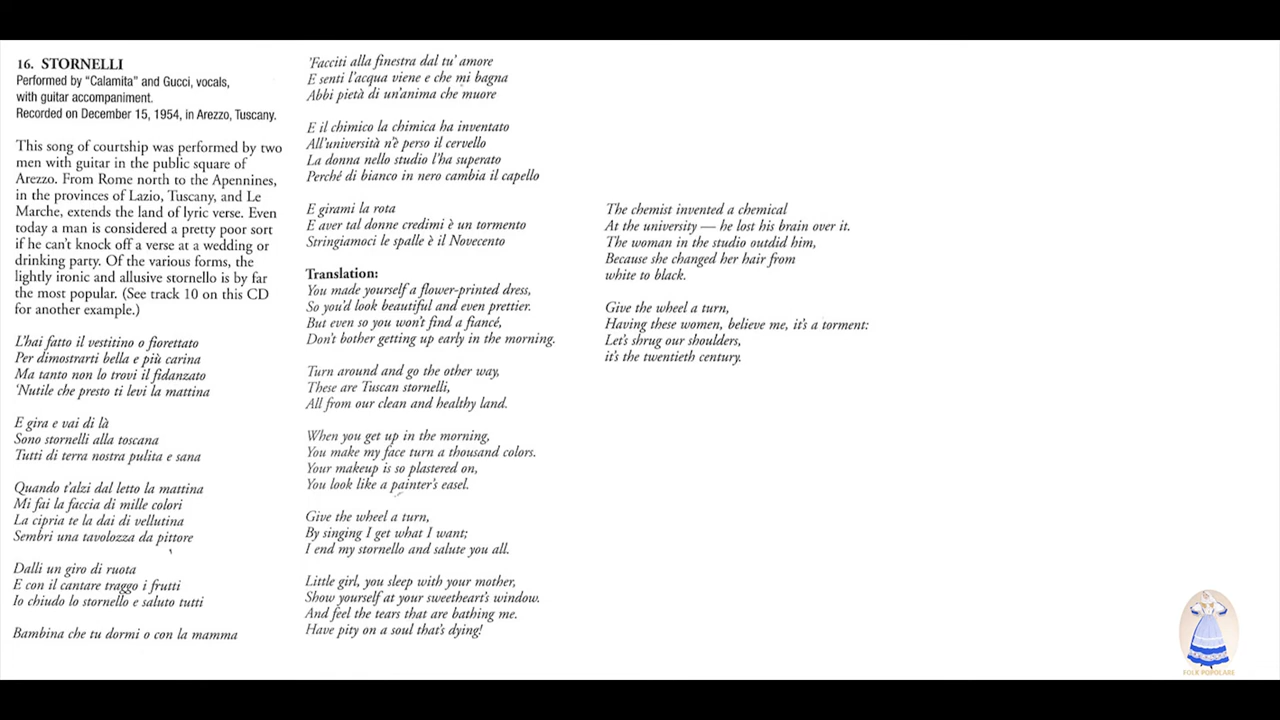 16. STORNELLI
Performed by "Calamita" and Gucci, vocals,
with guitar accompaniment.
Recorded on December 15, 1954, in Arezzo, Tuscany.
This song of courtship was performed by two
men with guitar in the public square of
Arezzo. From Rome north to the Apennines,
in the provinces of Lazio, Tuscany, and Le
Marche, extends the land of lyric verse. Even
today a man is considered a pretty poor sort
if he can't knock off a verse at a wedding or
drinking party. Of the various forms, the
lightly ironic and allusive stornello is by far
the most popular. (See track 10 on this CD
for another example.)
L'hai fatto il vestitino o fiorettato
Per dimostrarti bella e più carina
Ma tanto non lo trovi il fidanzato
'Nutile che presto ti levi la mattina
E gira e vai di là
Sono stornelli alla toscana
Tutti di terra nostra pulita e sana
Quando t'alzi dal letto la mattina
Mi fai la faccia di mille colori
La cipria te la dai di vellutina
Sembri una tavolozza da pittore
Dalli un giro di ruota
E con il cantare traggo i frutti
Io chiudo lo stornello e saluto tutti
Bambina che tu dormi o con la mamma
'Facciti alla finestra dal tu' amore
E senti l'acqua viene e che mi bagna
Abbi pietà di un'anima che muore
E il chimico la chimica ha inventato
All'università n'è perso il cervello
La donna nello studio l'ha superato
Perché di bianco in nero cambia il capello
E girami la rota
E aver tal donne credimi è un tormento
Stringiamoci le spalle è il Novecento
Translation:
You made yourself a flower-printed dress,
So you'd look beautiful and even prettier.
But even so you won't find a fiancé,
Don't bother getting up early in the morning.
Turn around and go the other way,
These are Tuscan stornelli,
All from our clean and healthy land.
When you get up in the morning,
You make my face turn a thousand colors.
Your makeup is so plastered on,
You look like a painter's easel.
Give the wheel a turn,
By singing I get what I want;
I end my stornello and salute you all.
Little girl, you sleep with your mother,
Show yourself at your sweetheart's window.
And feel the tears that are bathing me.
Have pity on a soul that's dying!
The chemist invented a chemical
At the university — he lost his brain over it.
The woman in the studio outdid him,
Because she changed her hair from
white to black.
Give the wheel a turn,
Having these women, believe me, it's a torment:
Let's shrug our shoulders,
it's the twentieth century.
FOLK POPOLARE